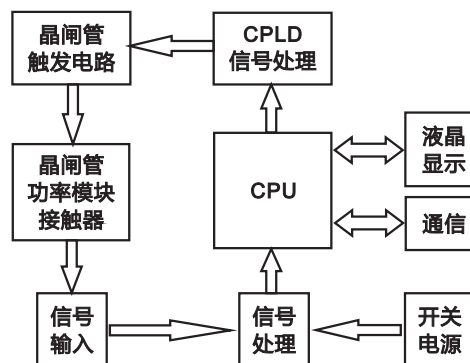 晶闸管
触发电路
CPLD
信号处理
晶闸管
功率模块
接触器
CPU
液晶
显示
通信
信号
输入
信号
处理
开关
电源